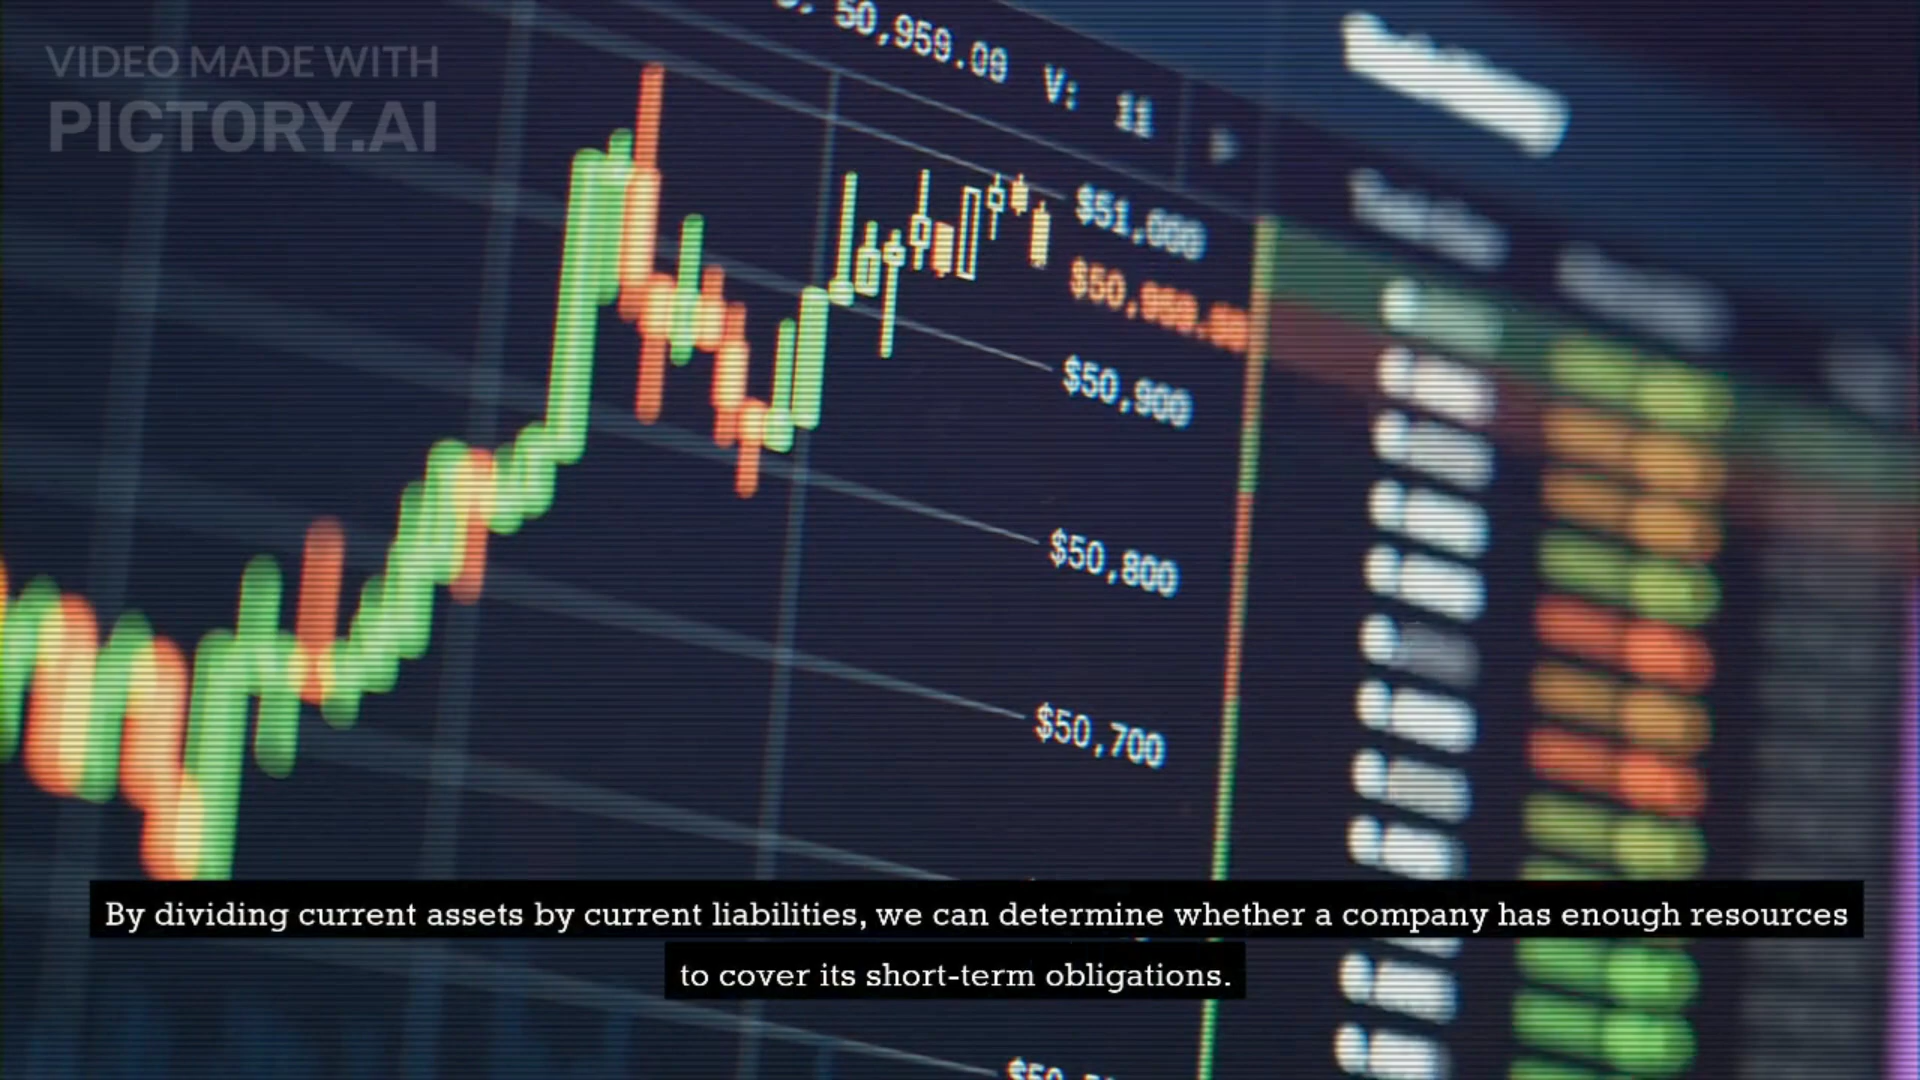 VIDEO MADE WITH
PICTORY.AI
50,959.09 V: 11
$51,000
$50,959.
$50,900
$50,800
$50,700
By dividing current assets by current liabilities, we can determine whether a company has enough resources
to cover its short-term obligations.